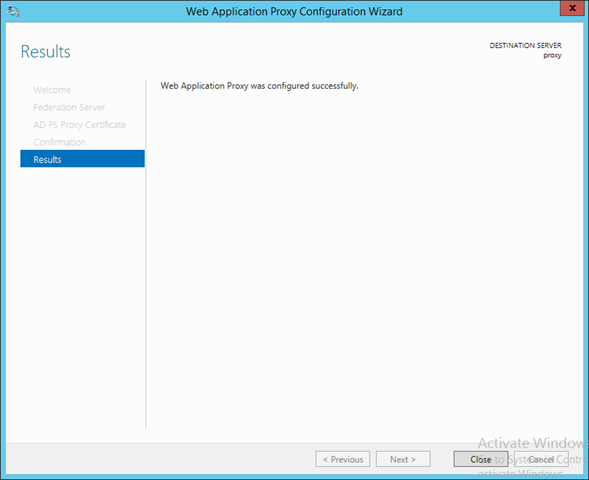 Web Application Proxy Configuration Wizard
x
Results
DESTINATION SERVER
proxy
Welcome
Federation Server
AD FS Proxy Certificate
Confirmation
Results
Web Application Proxy was configured successfully.
Activate Windows
< Previous
Next >
Close
Cancel
to System Contr
activate Windows